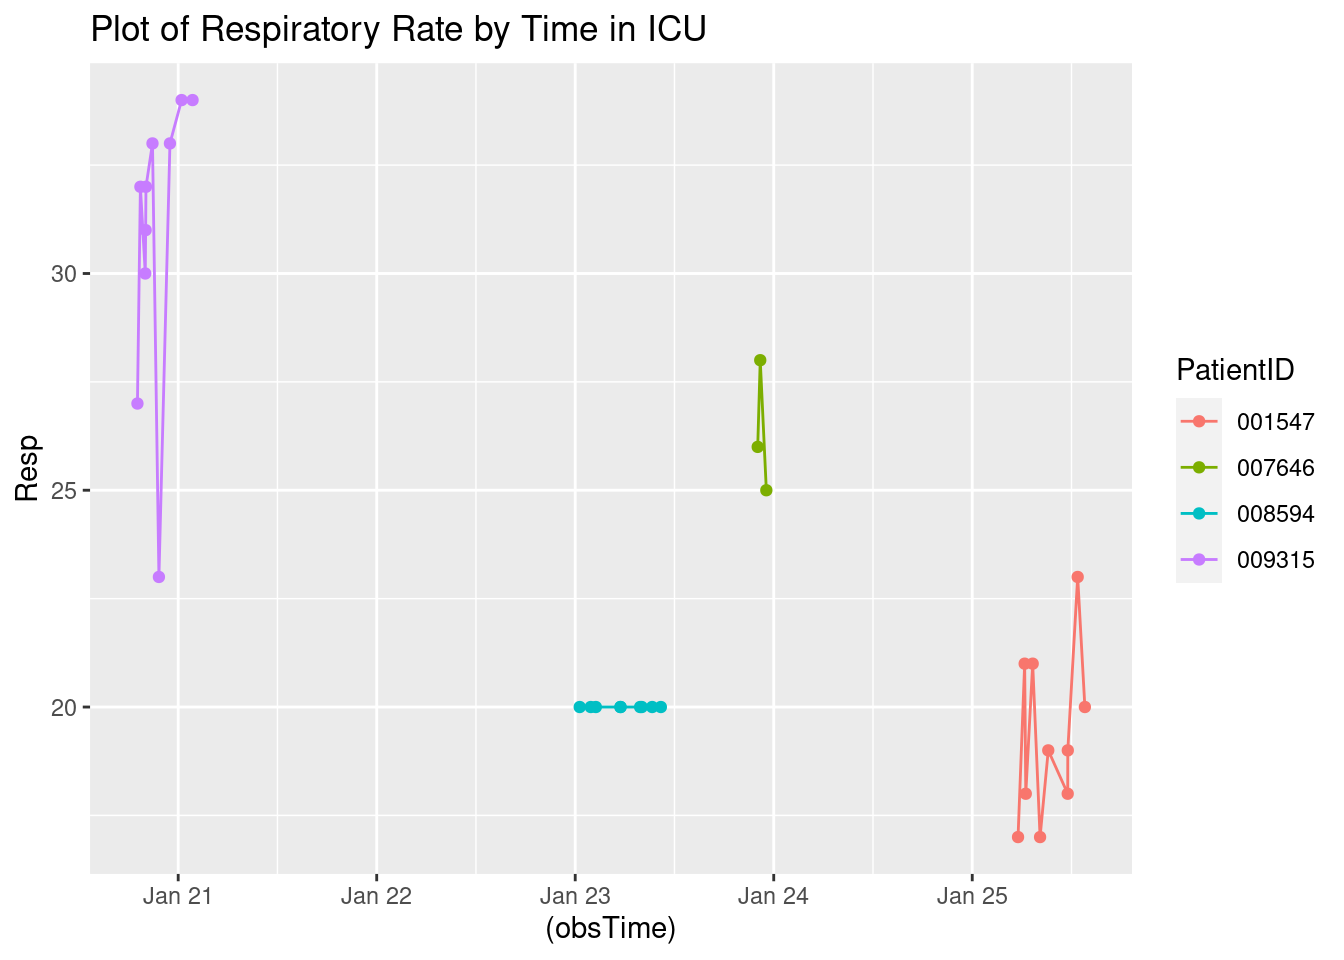 Plot of Respiratory Rate by Time in ICU
Resp
30
25
20
Jan 21
Jan 22
Jan 23
Jan 24
Jan 25
(obsTime)
PatientID
001547
007646
008594
009315